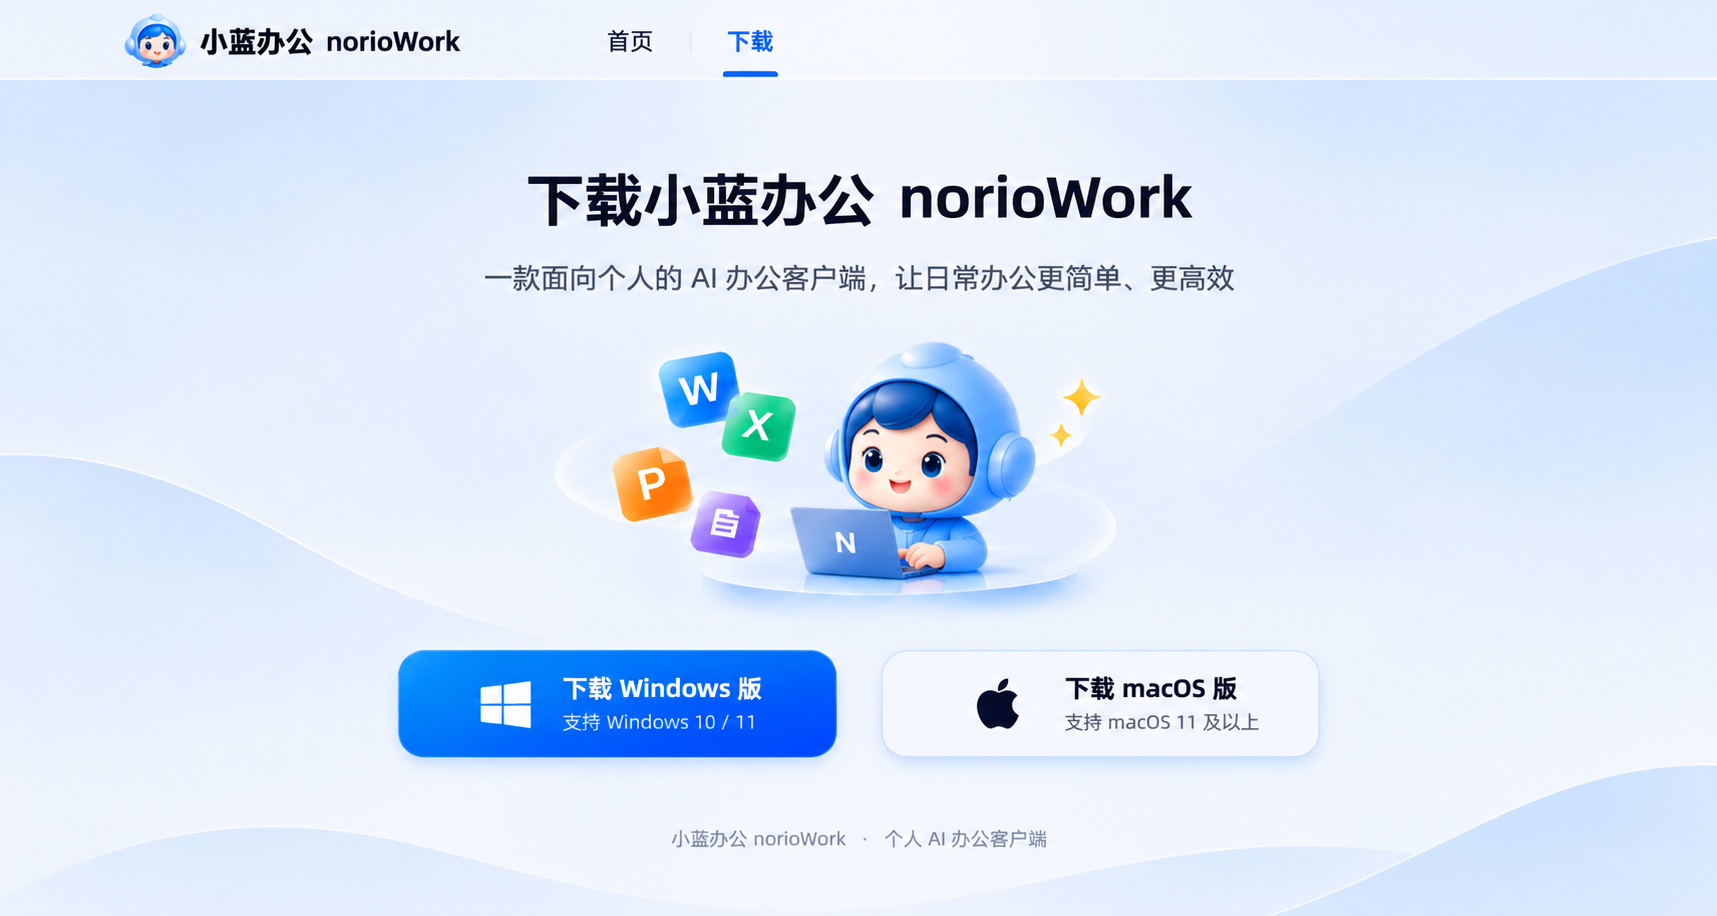 小蓝办公 norioWork
首页
下载
下载小蓝办公 norioWork
一款面向个人的 AI 办公客户端，让日常办公更简单、更高效
W
X
P
N
下载 Windows 版
支持 Windows 10 / 11
下载 macOS 版
支持 macOS 11 及以上
小蓝办公 norioWork · 个人 AI 办公客户端